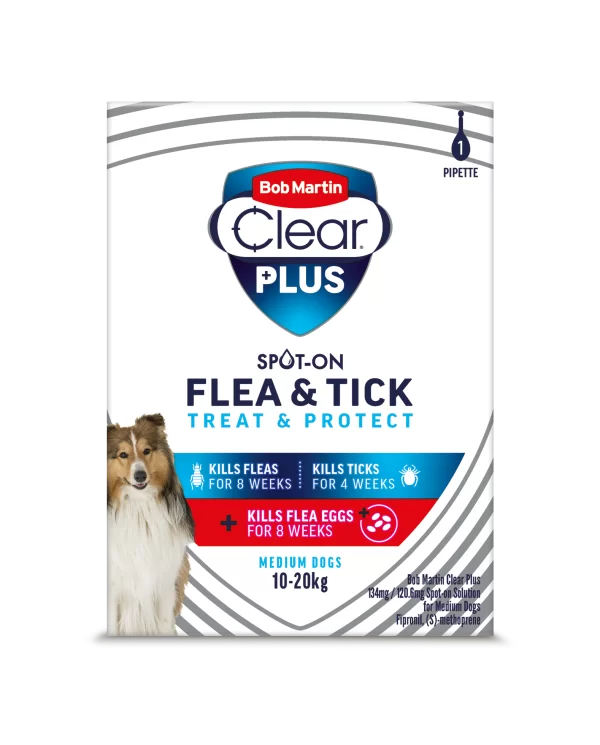 1
PIPETTE
Bob Martin
Clear
PLUS
SPOT-ON
FLEA & TICK
TREAT & PROTECT
KILLS FLEAS
FOR 8 WEEKS
KILLS TICKS
FOR 4 WEEKS
+ KILLS FLEA EGGS
FOR 8 WEEKS
MEDIUM DOGS
10-20kg
Bob Martin Clear Plus
134mg / 120.6mg Spot-on Solution
for Medium Dogs
Fipronil, (S)-methoprene